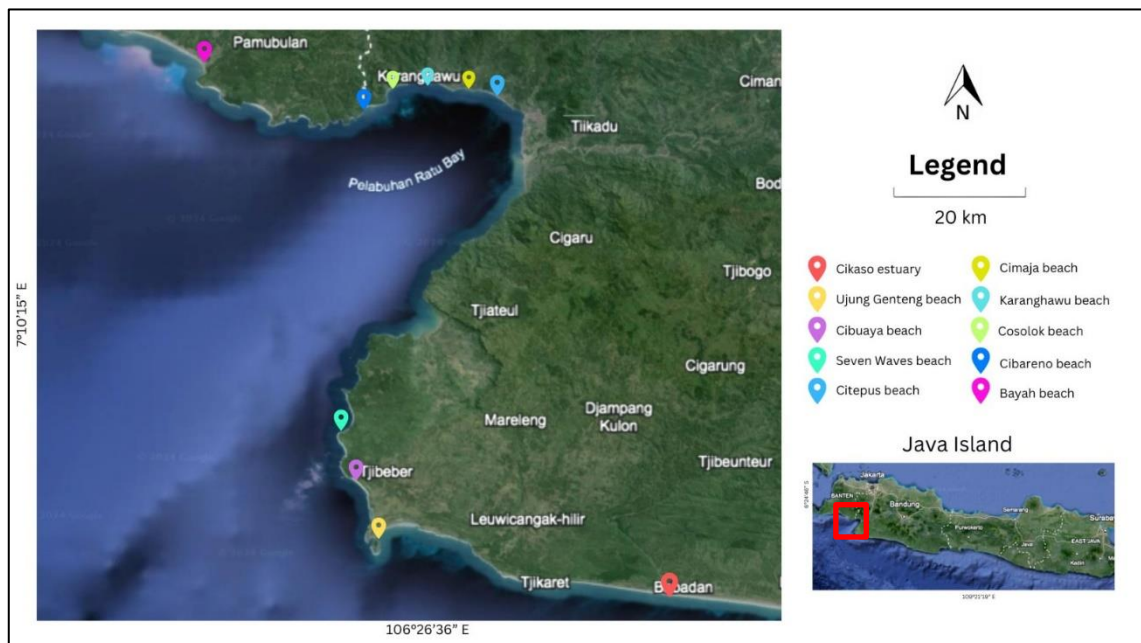 Pamubulan
Karanghawu
Ciman
Tiikadu
Pelabuhan Ratu Bay
Bod
Cigaru
Tjibogo
Tjiateul
Cigarung
Mareleng
Djampang
Kulon
Tjibeber
Tjibeunteur
Leuwicangak-hilir
Tjikaret
7°10'15" E
106°26'36" E
N
Legend
20 km
Cikaso estuary
Ujung Genteng beach
Cibuaya beach
Seven Waves beach
Citepus beach
Cimaja beach
Karanghawu beach
Cosolok beach
Cibareno beach
Bayah beach
Java Island
Jakarta
BANTEN
Bandung
Semarang
Surab
Purwokerto
Java
EAST JAVA
Kediri